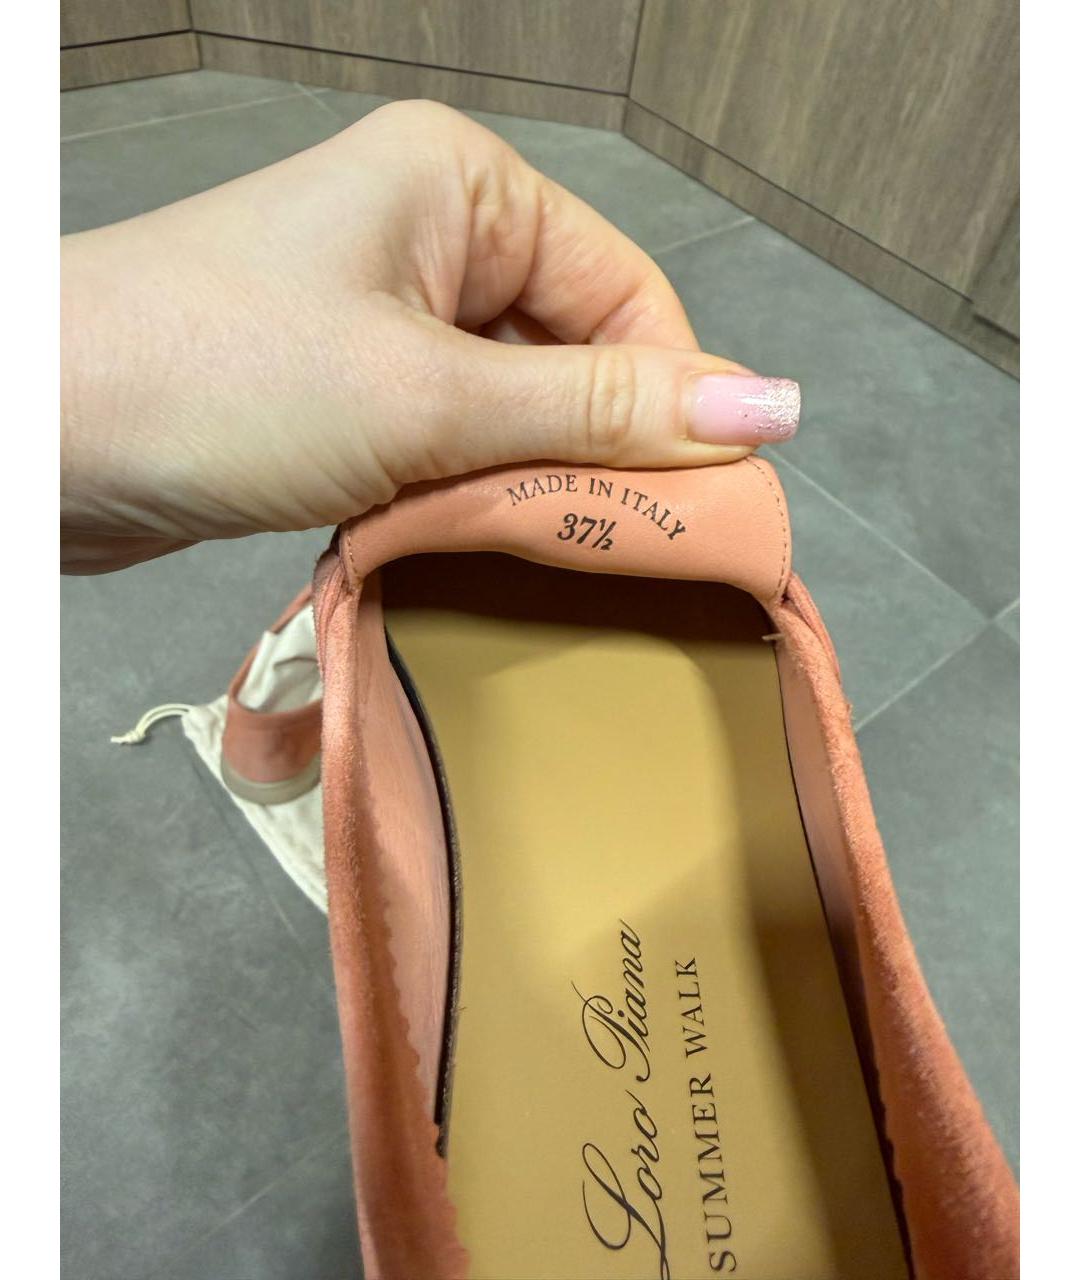 MADE IN ITALY
37½
Loro Piana
SUMMER WALK